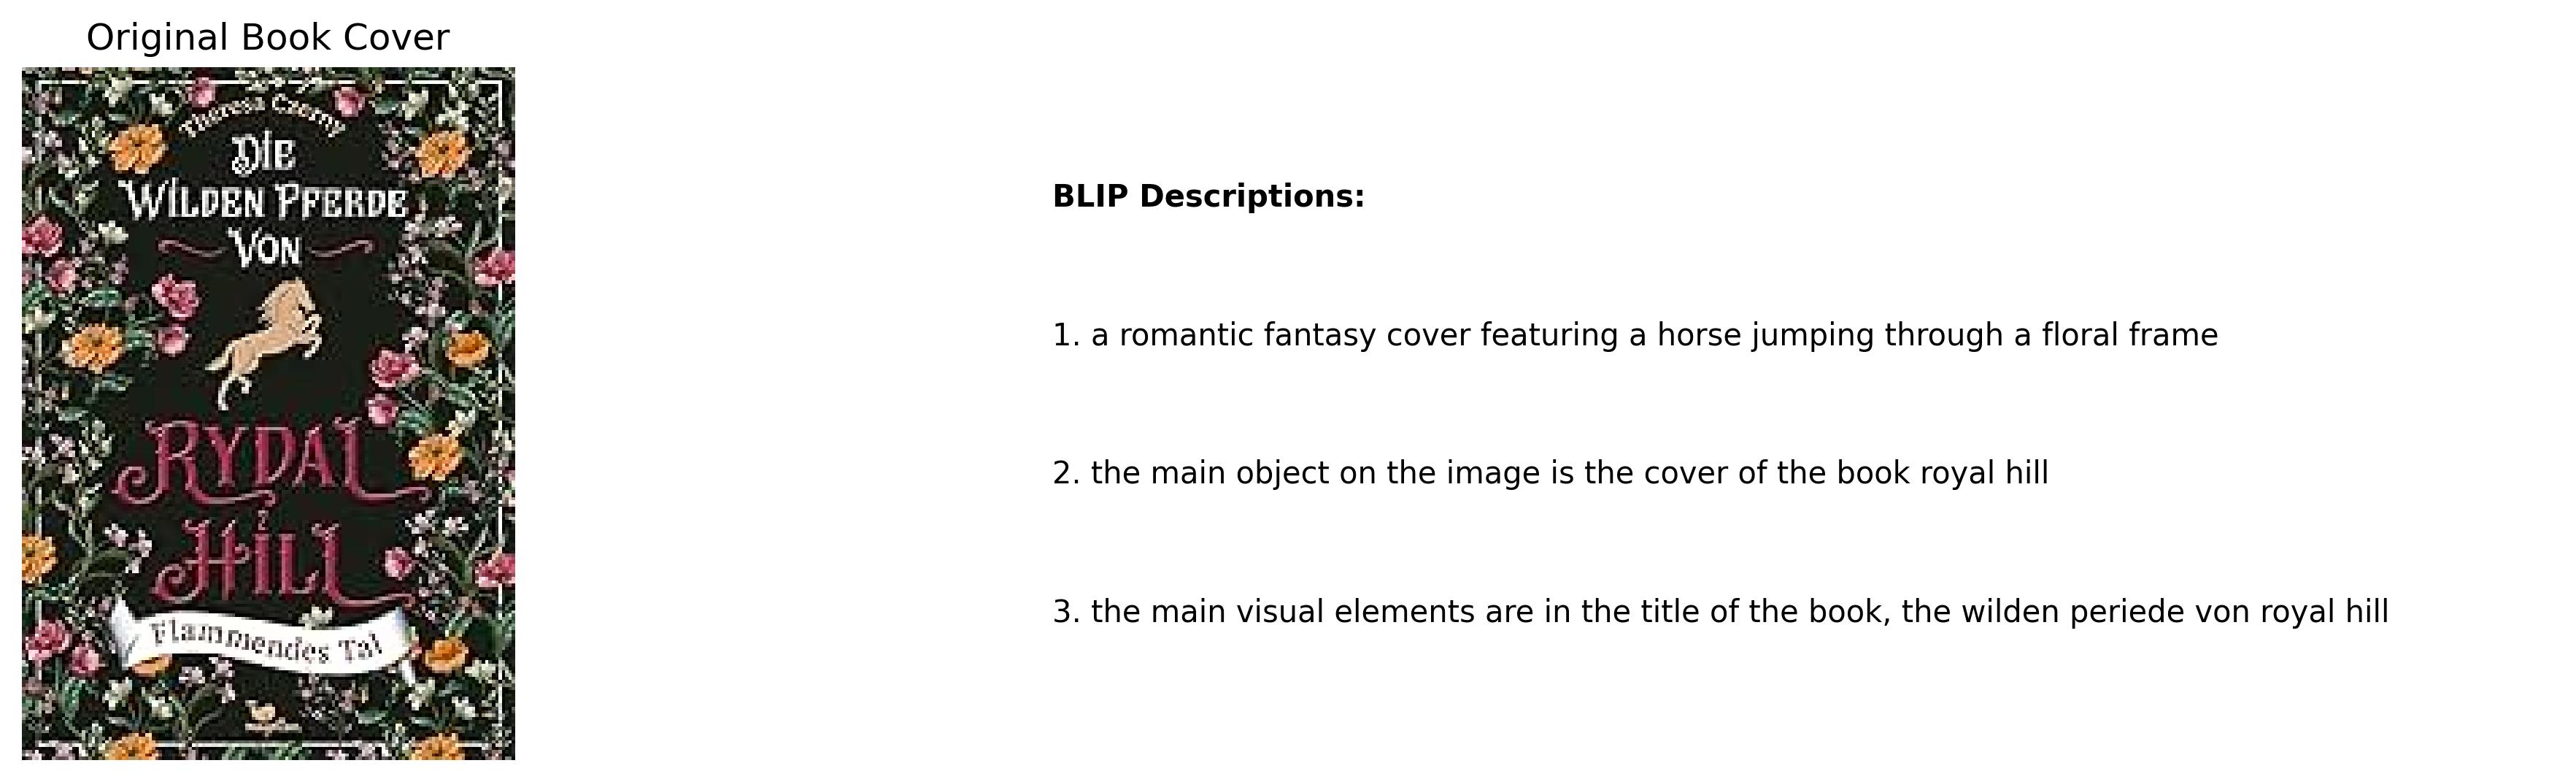 Original Book Cover
Theresa Czerny
Die
Wilden Pferde
Von
Rydal
Hill
Flammendes Tal
BLIP Descriptions:
1. a romantic fantasy cover featuring a horse jumping through a floral frame
2. the main object on the image is the cover of the book royal hill
3. the main visual elements are in the title of the book, the wilden periede von royal hill